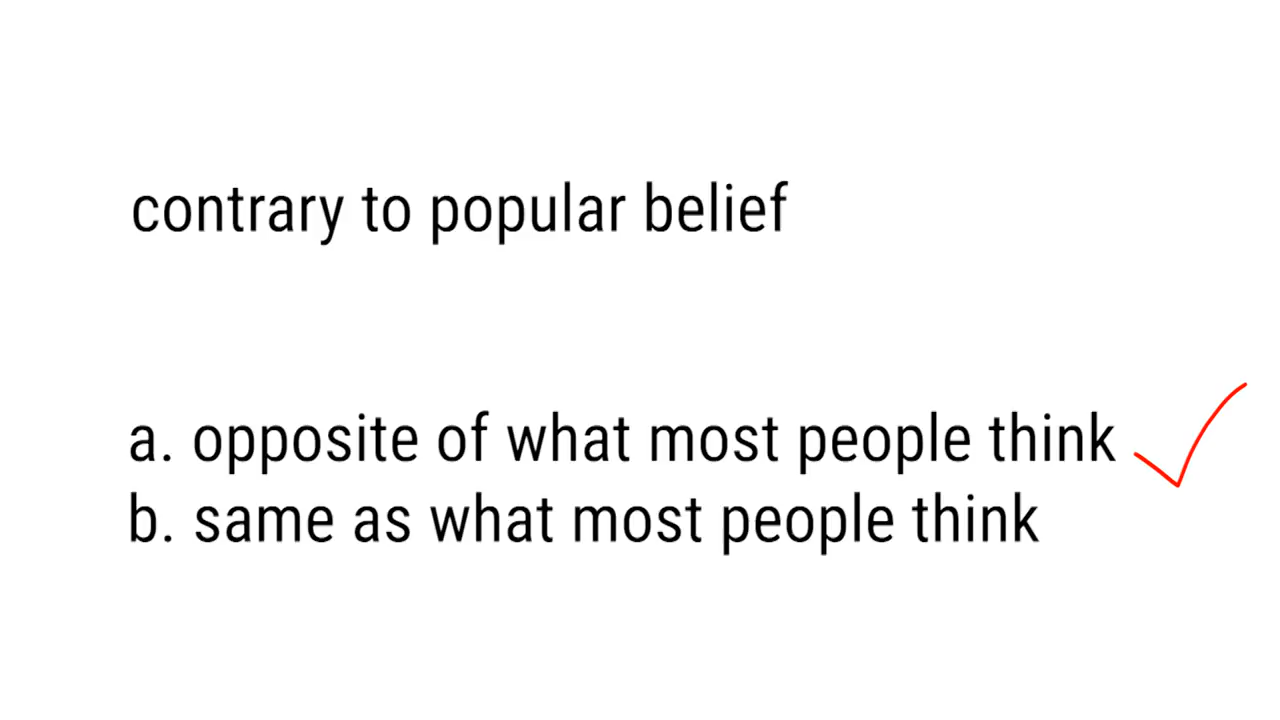 contrary to popular belief
a. opposite of what most people think
b. same as what most people think